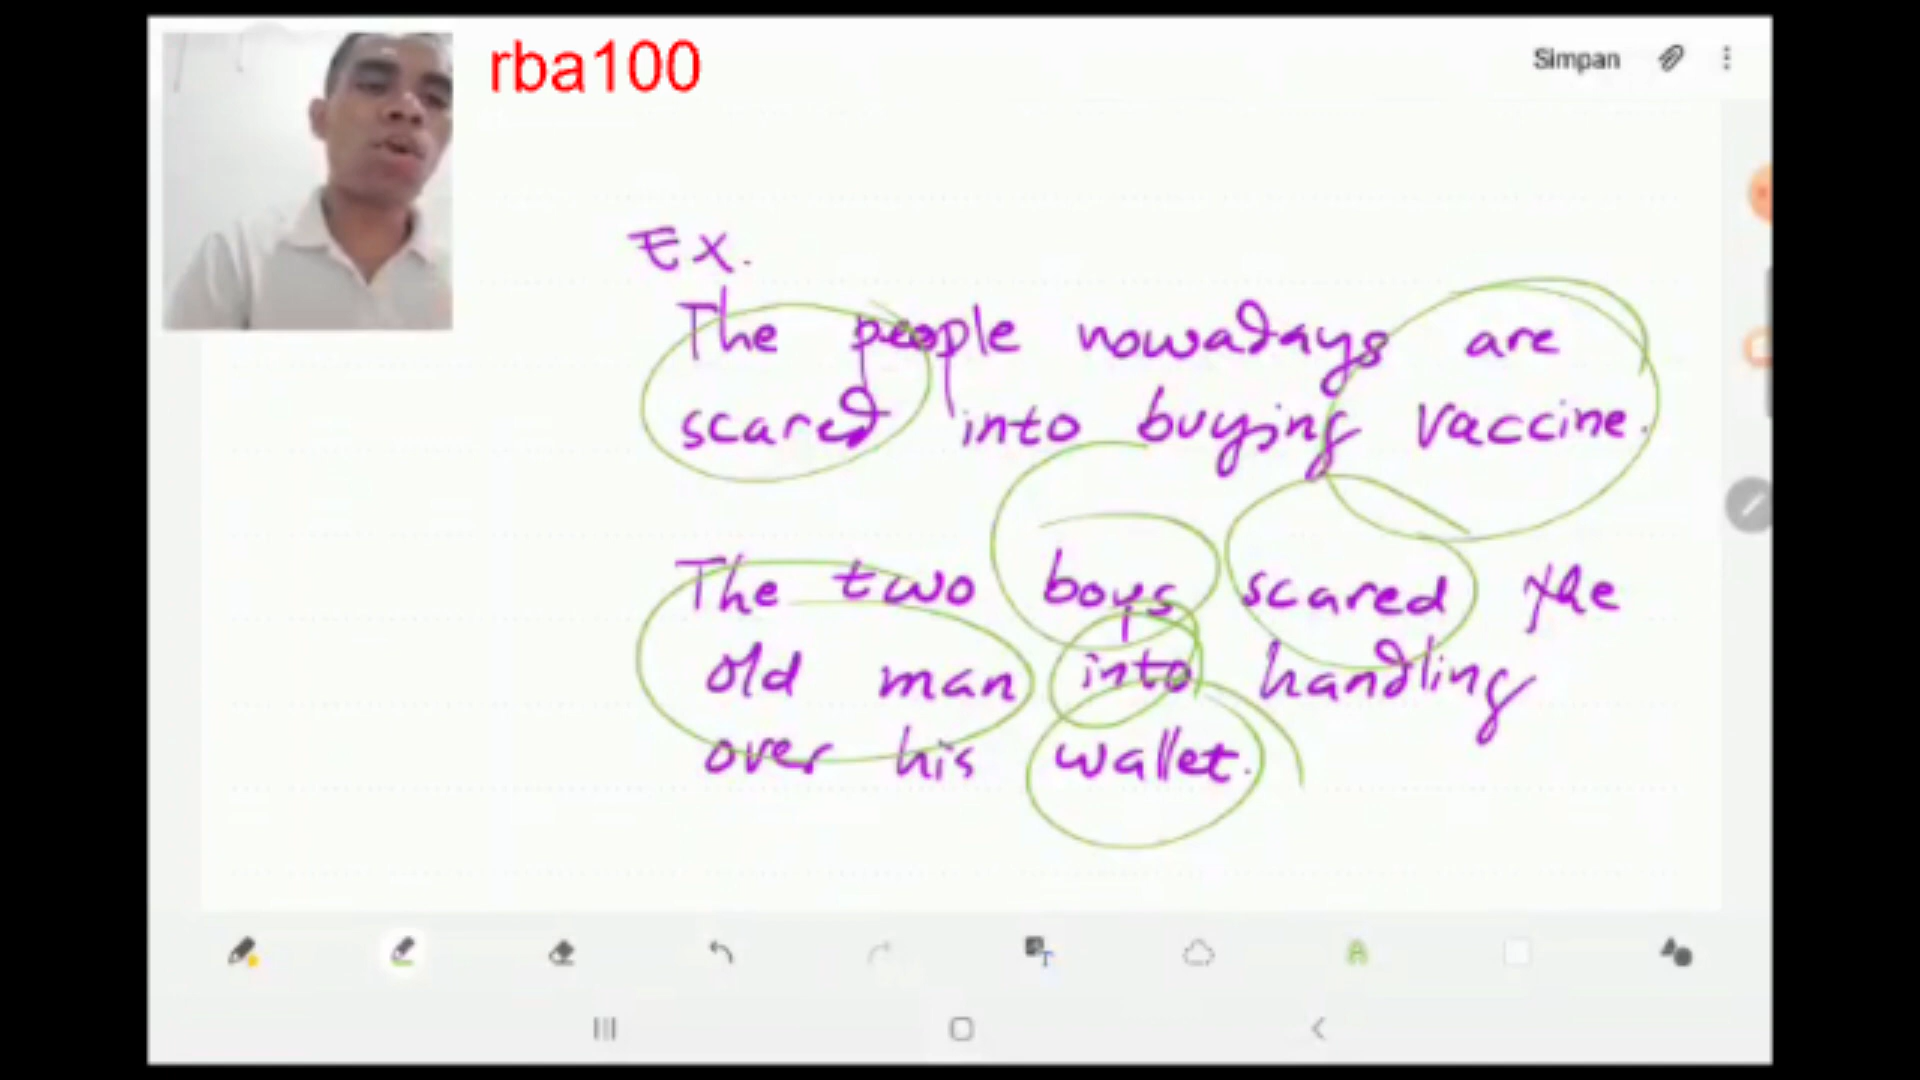 rba100
Simpan
Ex.
The people nowadays are
scared into buying vaccine.
The two boys scared the
old man into handling
over his wallet.